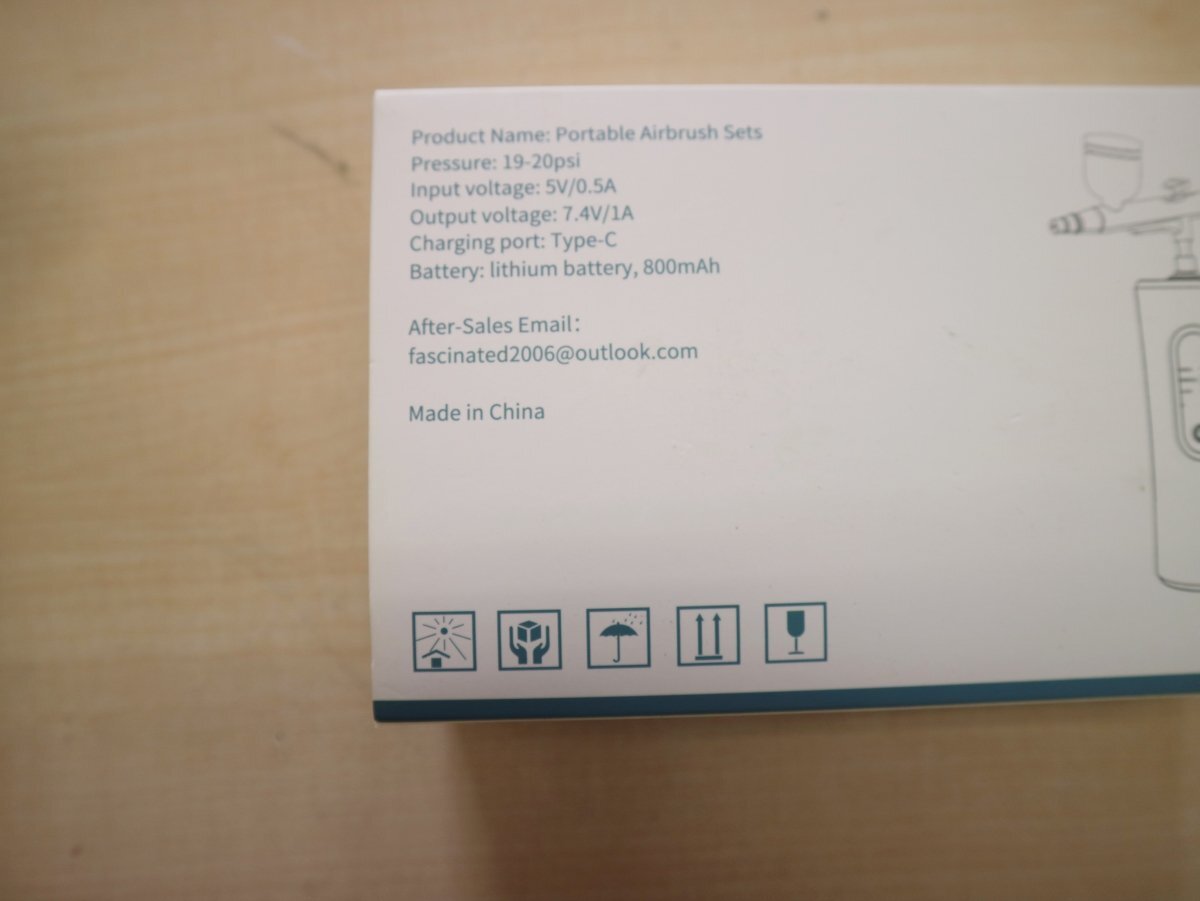 Product Name: Portable Airbrush Sets
Pressure: 19-20psi
Input voltage: 5V/0.5A
Output voltage: 7.4V/1A
Charging port: Type-C
Battery: lithium battery, 800mAh
After-Sales Email：
fascinated2006@outlook.com
Made in China